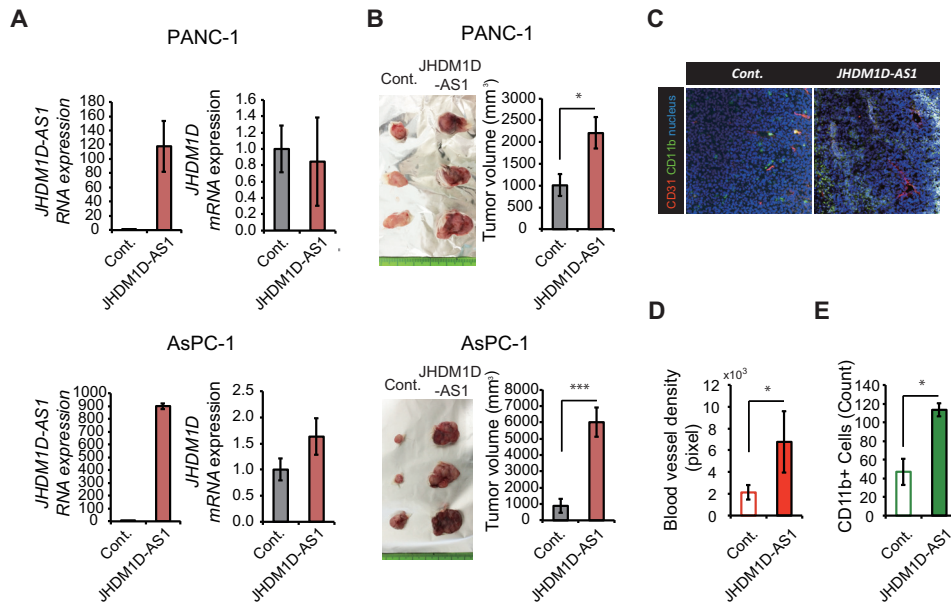 A
PANC-1
JHDM1D-AS1
RNA expression
180
160
140
120
100
80
60
40
20
0
Cont.
JHDM1D-AS1
JHDM1D
mRNA expression
1.6
1.4
1.2
1.0
0.8
0.6
0.4
0.2
0.0
Cont.
JHDM1D-AS1
AsPC-1
JHDM1D-AS1
RNA expression
1000
900
800
700
600
500
400
300
200
100
0
Cont.
JHDM1D-AS1
JHDM1D
mRNA expression
2.5
2.0
1.5
1.0
0.5
0.0
Cont.
JHDM1D-AS1
B
PANC-1
Cont.
JHDM1D
-AS1
Tumor volume (mm³)
3000
2500
2000
1500
1000
500
0
*
Cont.
JHDM1D-AS1
AsPC-1
Cont.
JHDM1D
-AS1
Tumor volume (mm³)
8000
7000
6000
5000
4000
3000
2000
1000
0
***
Cont.
JHDM1D-AS1
C
Cont.
JHDM1D-AS1
CD31 CD11b nucleus
D
Blood vessel density
(pixel)
x10³
12
10
8
6
4
2
0
*
Cont.
JHDM1D-AS1
E
CD11b+ Cells (Count)
140
120
100
80
60
40
20
0
*
Cont.
JHDM1D-AS1